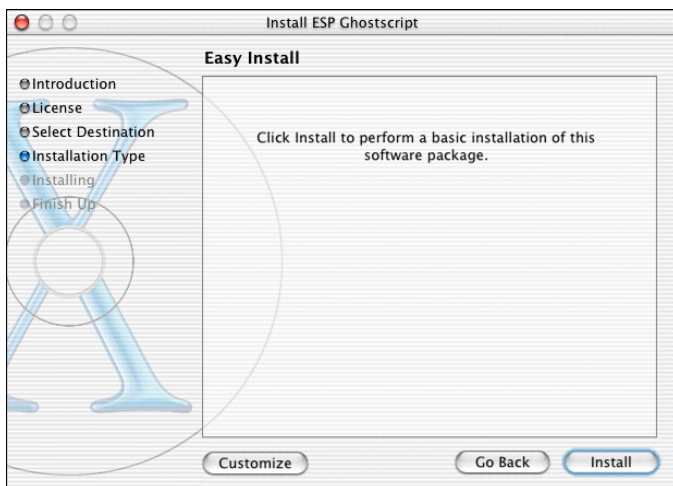 Install ESP Ghostscript
Easy Install
Introduction
License
Select Destination
Installation Type
Installing
Finish Up
Click Install to perform a basic installation of this
software package.
Customize
Go Back
Install